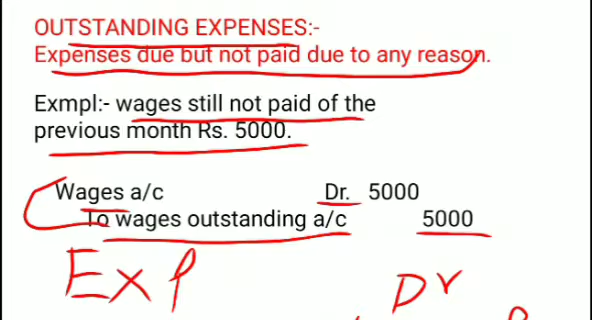 OUTSTANDING EXPENSES:-
Expenses due but not paid due to any reason.
Exmpl:- wages still not paid of the
previous month Rs. 5000.
Wages a/c Dr. 5000
To wages outstanding a/c 5000
Exp Dr